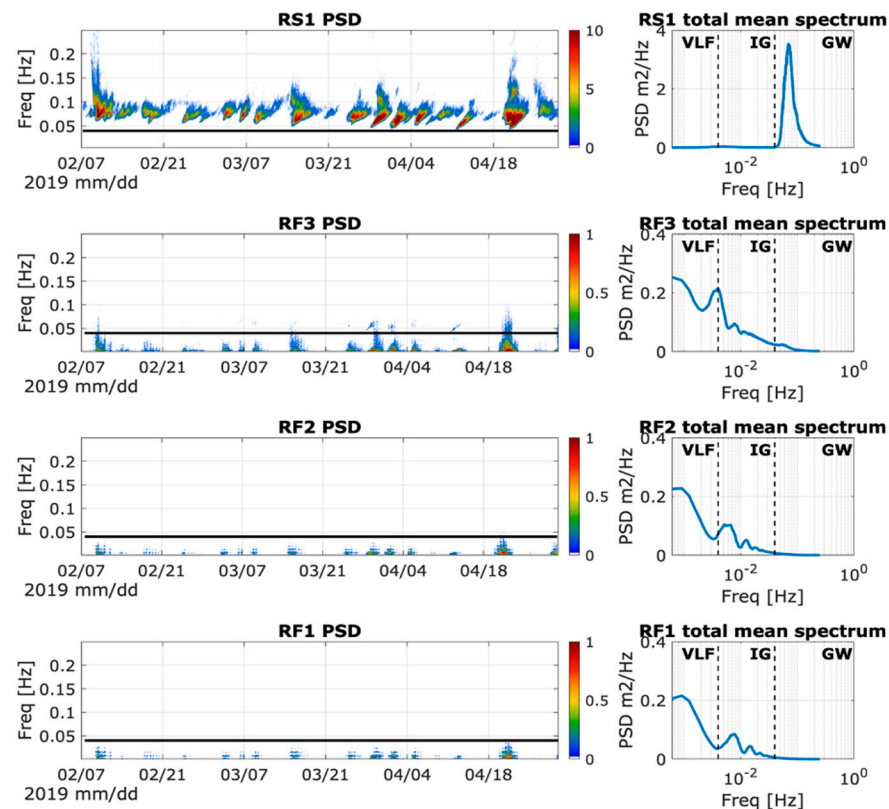 RS1 PSD
RS1 total mean spectrum
Freq [Hz]
0.2
0.15
0.1
0.05
02/07 02/21 03/07 03/21 04/04 04/18
2019 mm/dd
10
5
0
PSD m2/Hz
4
2
0
VLF IG GW
10^-2 10^0
Freq [Hz]
RF3 PSD
RF3 total mean spectrum
Freq [Hz]
0.2
0.15
0.1
0.05
02/07 02/21 03/07 03/21 04/04 04/18
2019 mm/dd
1
0.5
0
PSD m2/Hz
0.4
0.2
0
VLF IG GW
10^-2 10^0
Freq [Hz]
RF2 PSD
RF2 total mean spectrum
Freq [Hz]
0.2
0.15
0.1
0.05
02/07 02/21 03/07 03/21 04/04 04/18
2019 mm/dd
1
0.5
0
PSD m2/Hz
0.4
0.2
0
VLF IG GW
10^-2 10^0
Freq [Hz]
RF1 PSD
RF1 total mean spectrum
Freq [Hz]
0.2
0.15
0.1
0.05
02/07 02/21 03/07 03/21 04/04 04/18
2019 mm/dd
1
0.5
0
PSD m2/Hz
0.4
0.2
0
VLF IG GW
10^-2 10^0
Freq [Hz]